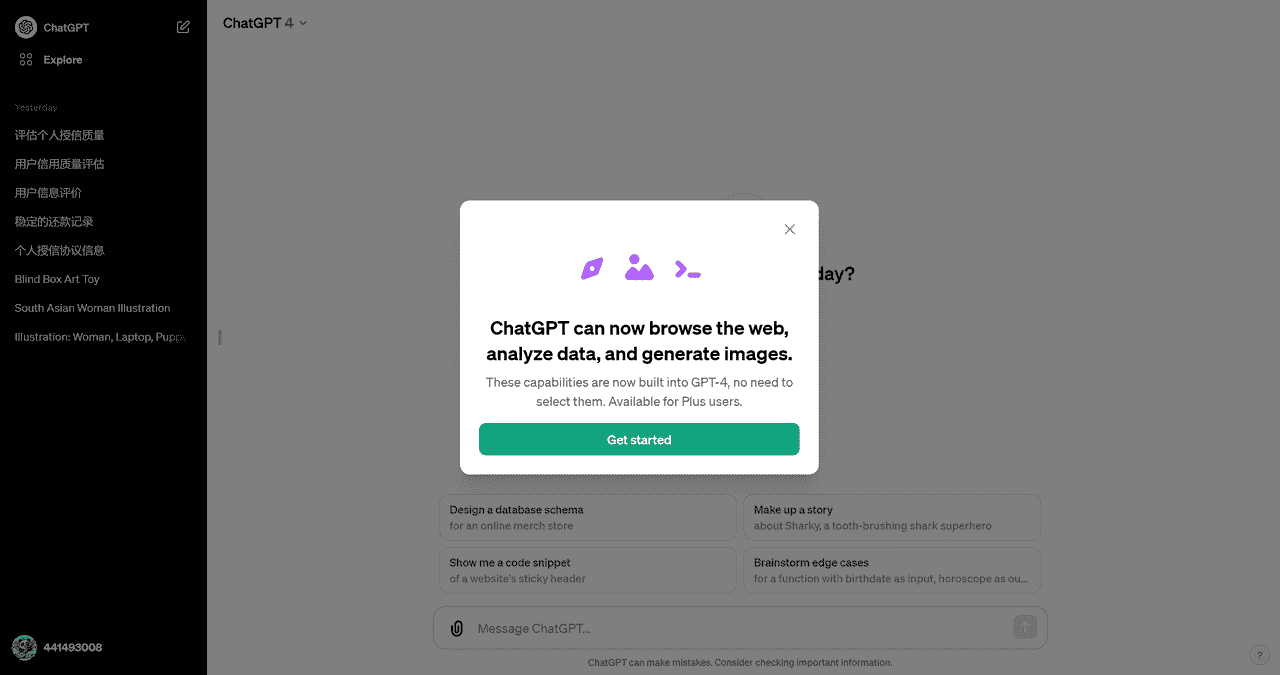 ChatGPT
Explore
Yesterday
评估个人授信质量
用户信用质量评估
用户信息评价
稳定的还款记录
个人授信协议信息
Blind Box Art Toy
South Asian Woman Illustration
Illustration: Woman, Laptop, Pupp
441493008
ChatGPT 4
day?
ChatGPT can now browse the web,
analyze data, and generate images.
These capabilities are now built into GPT-4, no need to
select them. Available for Plus users.
Get started
Design a database schema
for an online merch store
Make up a story
about Sharky, a tooth-brushing shark superhero
Show me a code snippet
of a website's sticky header
Brainstorm edge cases
for a function with birthdate as input, horoscope as ou...
Message ChatGPT...
ChatGPT can make mistakes. Consider checking important information.
?